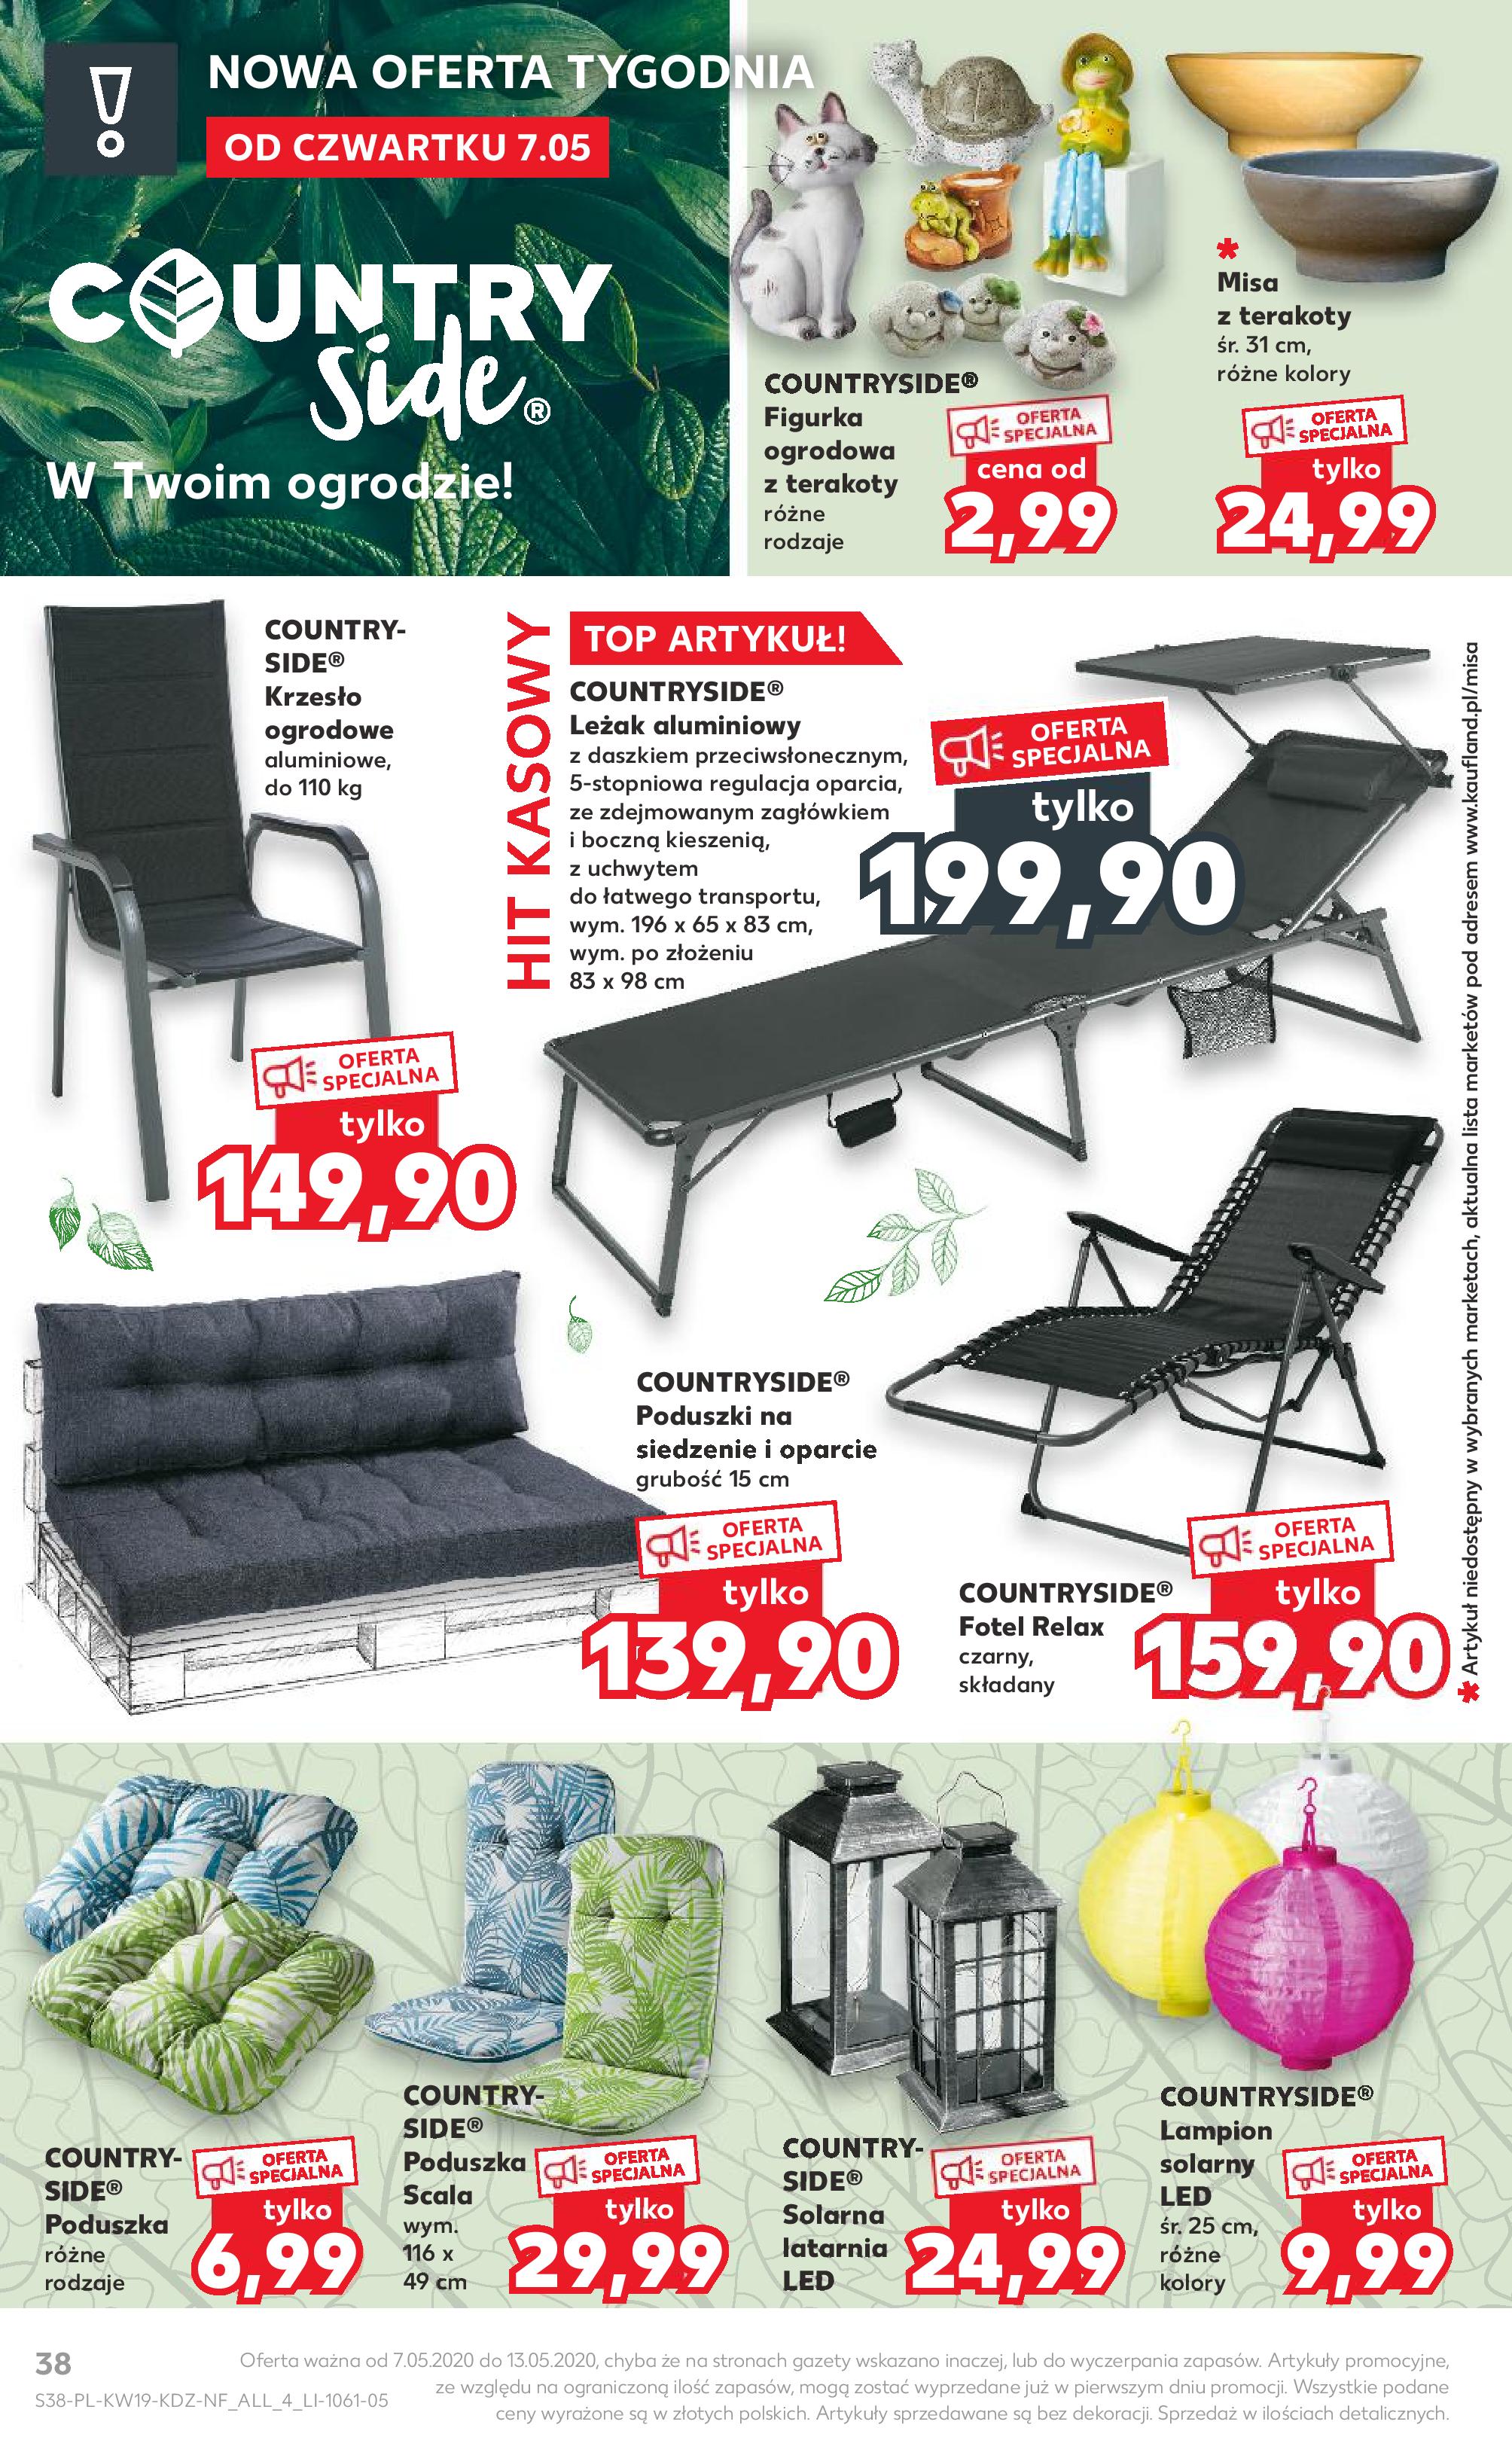 NOWA OFERTA TYGODNIA
OD CZWARTKU 7.05
COUNTRY
Side®
W Twoim ogrodzie!
COUNTRYSIDE®
Figurka
ogrodowa
z terakoty
różne
rodzaje
OFERTA
SPECJALNA
cena od
2,99
*
Misa
z terakoty
śr. 31 cm,
różne kolory
OFERTA
SPECJALNA
tylko
24,99
COUNTRY-
SIDE®
Krzesło
ogrodowe
aluminiowe,
do 110 kg
OFERTA
SPECJALNA
tylko
149,90
HIT KASOWY
TOP ARTYKUŁ!
COUNTRYSIDE®
Leżak aluminiowy
z daszkiem przeciwsłonecznym,
5-stopniowa regulacja oparcia,
ze zdejmowanym zagłówkiem
i boczną kieszenią,
z uchwytem
do łatwego transportu,
wym. 196 x 65 x 83 cm,
wym. po złożeniu
83 x 98 cm
OFERTA
SPECJALNA
tylko
199,90
COUNTRYSIDE®
Poduszki na
siedzenie i oparcie
grubość 15 cm
OFERTA
SPECJALNA
tylko
139,90
COUNTRYSIDE®
Fotel Relax
czarny,
składany
OFERTA
SPECJALNA
tylko
159,90
* Artykuł niedostępny w wybranych marketach, aktualna lista marketów pod adresem www.kaufland.pl/misa
COUNTRY-
SIDE®
Poduszka
różne
rodzaje
OFERTA
SPECJALNA
tylko
6,99
COUNTRY-
SIDE®
Poduszka
Scala
wym.
116 x
49 cm
OFERTA
SPECJALNA
tylko
29,99
COUNTRY-
SIDE®
Solarna
latarnia
LED
OFERTA
SPECJALNA
tylko
24,99
COUNTRYSIDE®
Lampion
solarny
LED
śr. 25 cm,
różne
kolory
OFERTA
SPECJALNA
tylko
9,99
38
S38-PL-KW19-KDZ-NF_ALL_4_LI-1061-05
Oferta ważna od 7.05.2020 do 13.05.2020, chyba że na stronach gazety wskazano inaczej, lub do wyczerpania zapasów. Artykuły promocyjne,
ze względu na ograniczoną ilość zapasów, mogą zostać wyprzedane już w pierwszym dniu promocji. Wszystkie podane
ceny wyrażone są w złotych polskich. Artykuły sprzedawane są bez dekoracji. Sprzedaż w ilościach detalicznych.